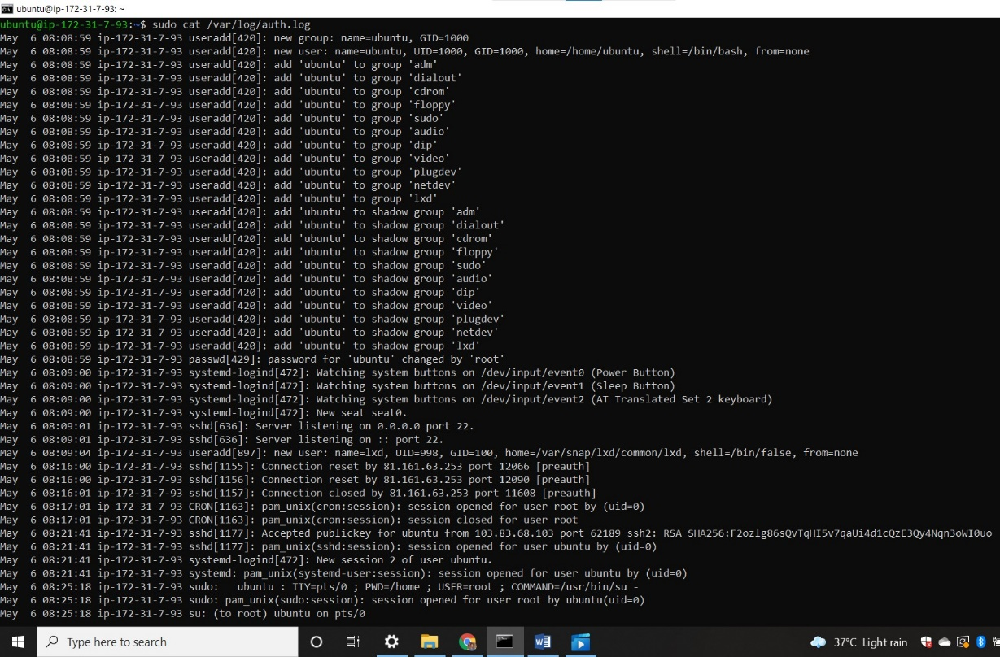 ubuntu@ip-172-31-7-93: ~
ubuntu@ip-172-31-7-93:~$ sudo cat /var/log/auth.log
May  6 08:08:59 ip-172-31-7-93 useradd[420]: new group: name=ubuntu, GID=1000
May  6 08:08:59 ip-172-31-7-93 useradd[420]: new user: name=ubuntu, UID=1000, GID=1000, home=/home/ubuntu, shell=/bin/bash, from=none
May  6 08:08:59 ip-172-31-7-93 useradd[420]: add 'ubuntu' to group 'adm'
May  6 08:08:59 ip-172-31-7-93 useradd[420]: add 'ubuntu' to group 'dialout'
May  6 08:08:59 ip-172-31-7-93 useradd[420]: add 'ubuntu' to group 'cdrom'
May  6 08:08:59 ip-172-31-7-93 useradd[420]: add 'ubuntu' to group 'floppy'
May  6 08:08:59 ip-172-31-7-93 useradd[420]: add 'ubuntu' to group 'sudo'
May  6 08:08:59 ip-172-31-7-93 useradd[420]: add 'ubuntu' to group 'audio'
May  6 08:08:59 ip-172-31-7-93 useradd[420]: add 'ubuntu' to group 'dip'
May  6 08:08:59 ip-172-31-7-93 useradd[420]: add 'ubuntu' to group 'video'
May  6 08:08:59 ip-172-31-7-93 useradd[420]: add 'ubuntu' to group 'plugdev'
May  6 08:08:59 ip-172-31-7-93 useradd[420]: add 'ubuntu' to group 'netdev'
May  6 08:08:59 ip-172-31-7-93 useradd[420]: add 'ubuntu' to group 'lxd'
May  6 08:08:59 ip-172-31-7-93 useradd[420]: add 'ubuntu' to shadow group 'adm'
May  6 08:08:59 ip-172-31-7-93 useradd[420]: add 'ubuntu' to shadow group 'dialout'
May  6 08:08:59 ip-172-31-7-93 useradd[420]: add 'ubuntu' to shadow group 'cdrom'
May  6 08:08:59 ip-172-31-7-93 useradd[420]: add 'ubuntu' to shadow group 'floppy'
May  6 08:08:59 ip-172-31-7-93 useradd[420]: add 'ubuntu' to shadow group 'sudo'
May  6 08:08:59 ip-172-31-7-93 useradd[420]: add 'ubuntu' to shadow group 'audio'
May  6 08:08:59 ip-172-31-7-93 useradd[420]: add 'ubuntu' to shadow group 'dip'
May  6 08:08:59 ip-172-31-7-93 useradd[420]: add 'ubuntu' to shadow group 'video'
May  6 08:08:59 ip-172-31-7-93 useradd[420]: add 'ubuntu' to shadow group 'plugdev'
May  6 08:08:59 ip-172-31-7-93 useradd[420]: add 'ubuntu' to shadow group 'netdev'
May  6 08:08:59 ip-172-31-7-93 useradd[420]: add 'ubuntu' to shadow group 'lxd'
May  6 08:08:59 ip-172-31-7-93 passwd[429]: password for 'ubuntu' changed by 'root'
May  6 08:09:00 ip-172-31-7-93 systemd-logind[472]: Watching system buttons on /dev/input/event0 (Power Button)
May  6 08:09:00 ip-172-31-7-93 systemd-logind[472]: Watching system buttons on /dev/input/event1 (Sleep Button)
May  6 08:09:00 ip-172-31-7-93 systemd-logind[472]: Watching system buttons on /dev/input/event2 (AT Translated Set 2 keyboard)
May  6 08:09:00 ip-172-31-7-93 systemd-logind[472]: New seat seat0.
May  6 08:09:01 ip-172-31-7-93 sshd[636]: Server listening on 0.0.0.0 port 22.
May  6 08:09:01 ip-172-31-7-93 sshd[636]: Server listening on :: port 22.
May  6 08:09:04 ip-172-31-7-93 useradd[897]: new user: name=lxd, UID=998, GID=100, home=/var/snap/lxd/common/lxd, shell=/bin/false, from=none
May  6 08:16:00 ip-172-31-7-93 sshd[1155]: Connection reset by 81.161.63.253 port 12066 [preauth]
May  6 08:16:00 ip-172-31-7-93 sshd[1156]: Connection reset by 81.161.63.253 port 12090 [preauth]
May  6 08:16:01 ip-172-31-7-93 sshd[1157]: Connection closed by 81.161.63.253 port 11608 [preauth]
May  6 08:17:01 ip-172-31-7-93 CRON[1163]: pam_unix(cron:session): session opened for user root by (uid=0)
May  6 08:17:01 ip-172-31-7-93 CRON[1163]: pam_unix(cron:session): session closed for user root
May  6 08:21:41 ip-172-31-7-93 sshd[1177]: Accepted publickey for ubuntu from 103.83.68.103 port 62189 ssh2: RSA SHA256:F2ozlg86sQvTqHI5v7qaUi4d1cQzE3Qy4Nqn3oWI0uo
May  6 08:21:41 ip-172-31-7-93 sshd[1177]: pam_unix(sshd:session): session opened for user ubuntu by (uid=0)
May  6 08:21:41 ip-172-31-7-93 systemd-logind[472]: New session 2 of user ubuntu.
May  6 08:21:41 ip-172-31-7-93 systemd: pam_unix(systemd-user:session): session opened for user ubuntu by (uid=0)
May  6 08:25:18 ip-172-31-7-93 sudo:   ubuntu : TTY=pts/0 ; PWD=/home ; USER=root ; COMMAND=/usr/bin/su -
May  6 08:25:18 ip-172-31-7-93 sudo: pam_unix(sudo:session): session opened for user root by ubuntu(uid=0)
May  6 08:25:18 ip-172-31-7-93 su: (to root) ubuntu on pts/0
Type here to search
37°C Light rain